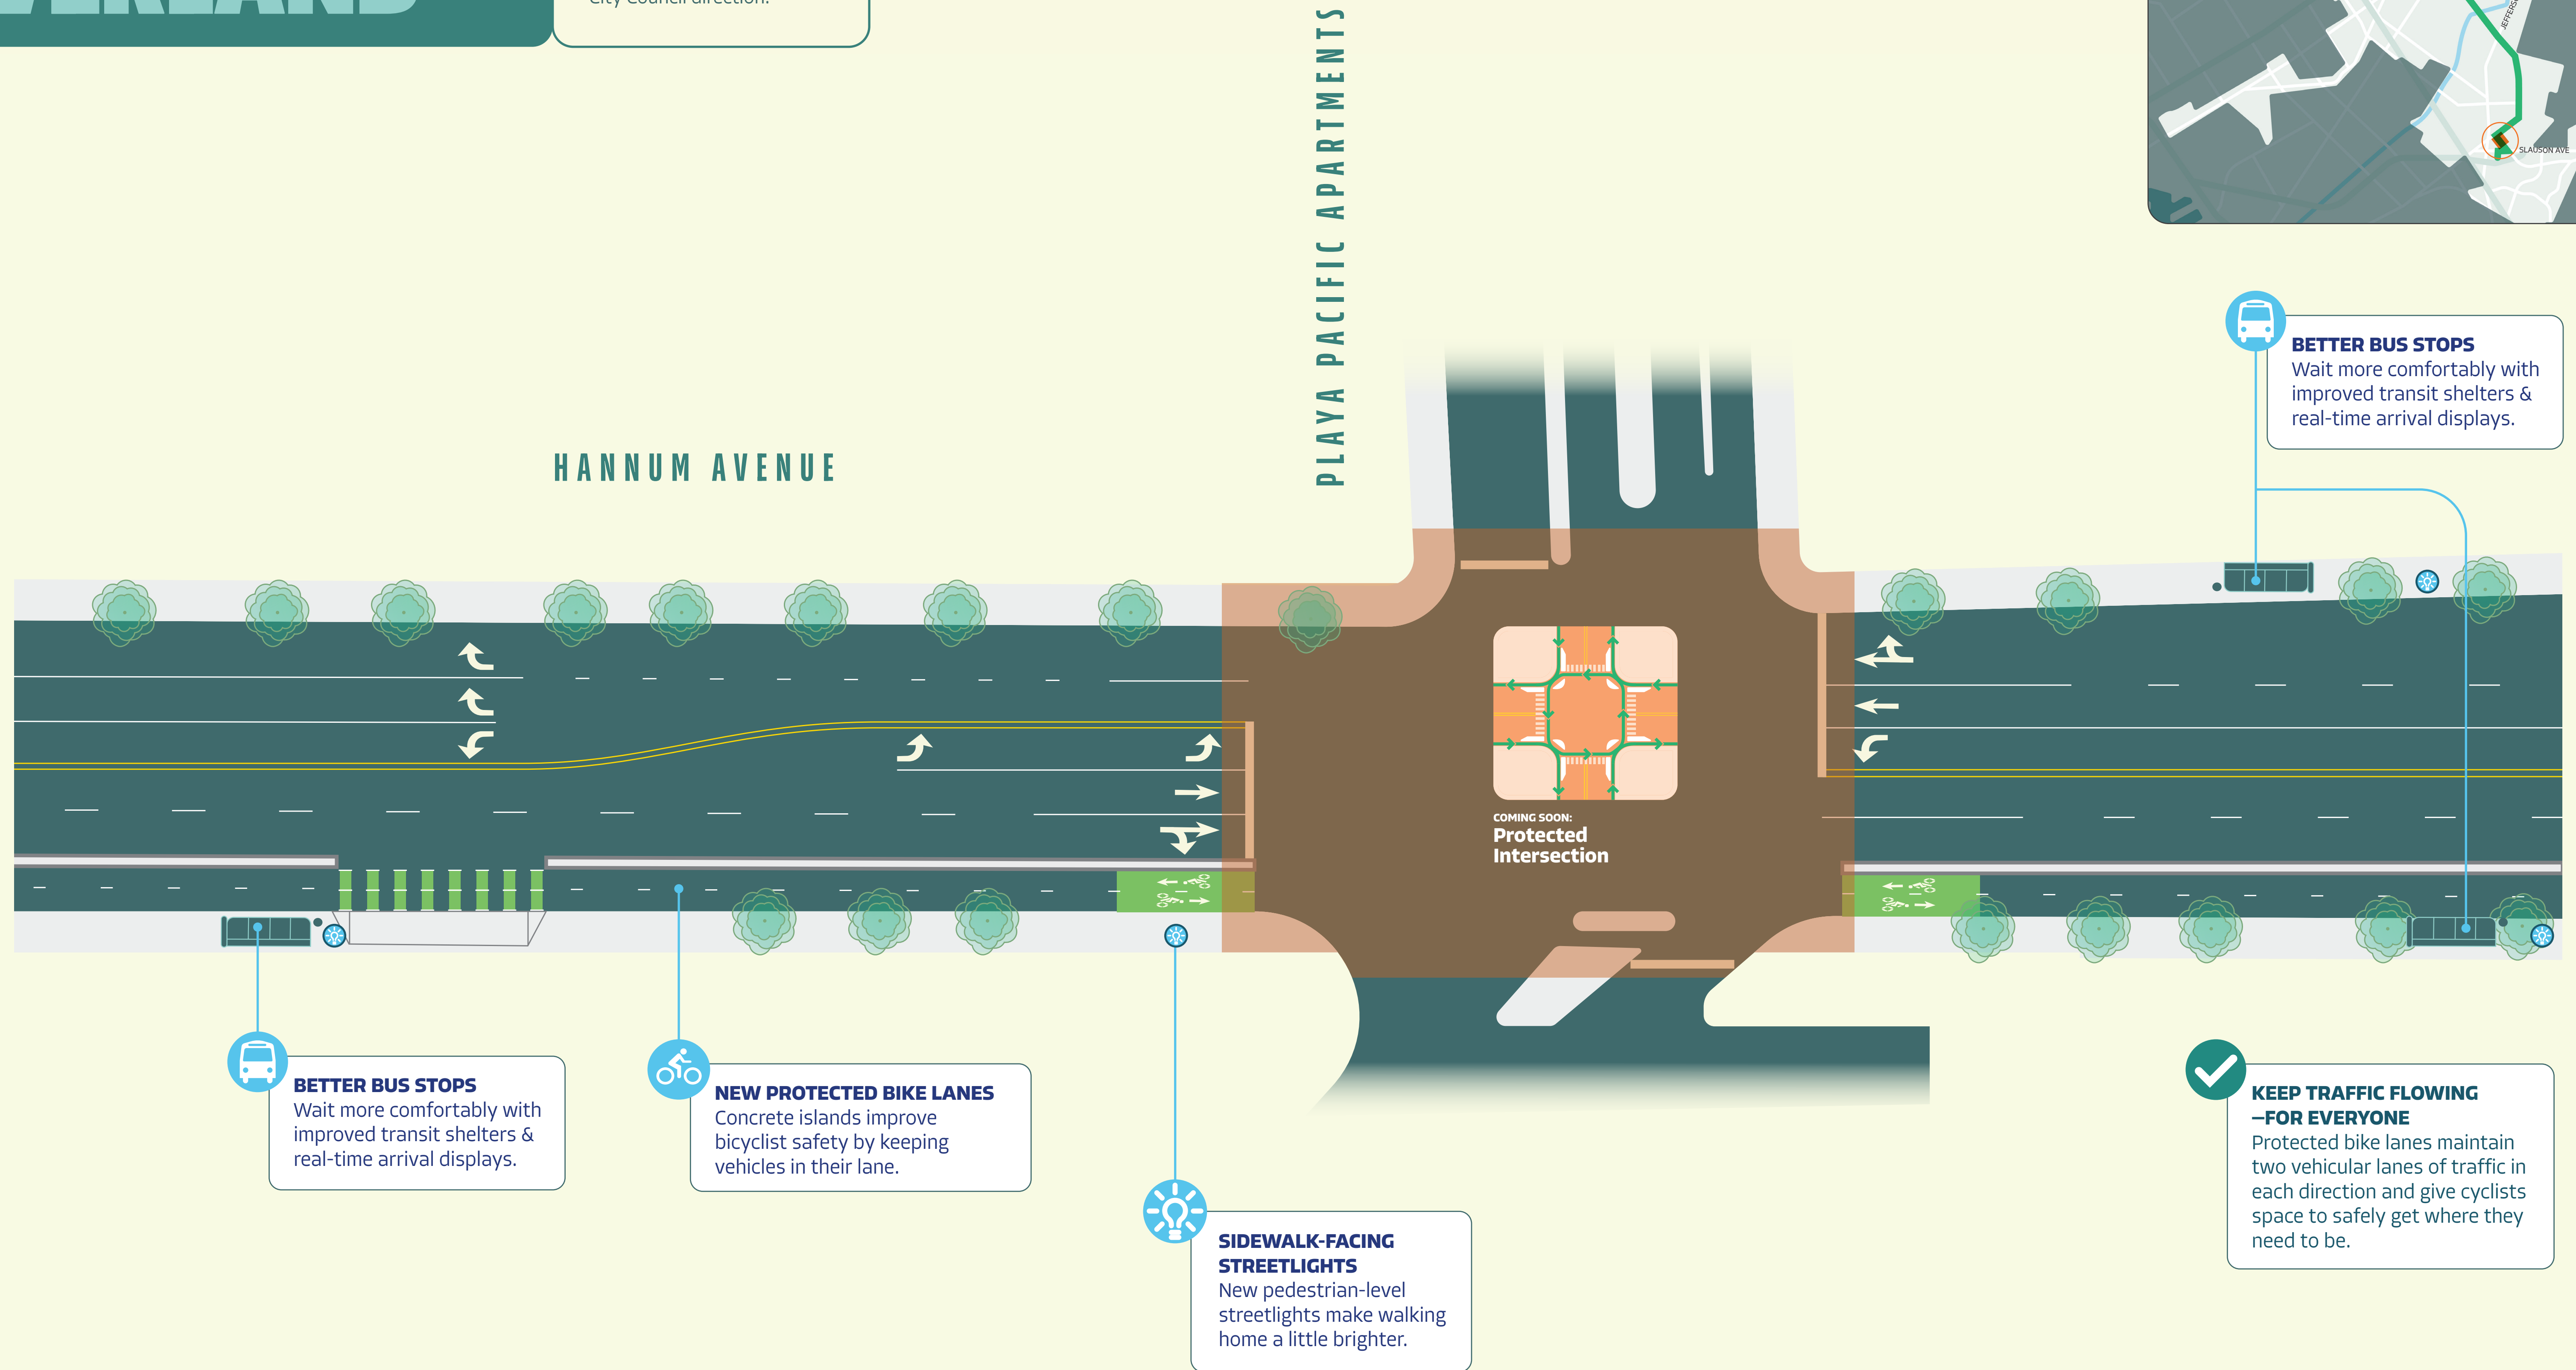 City Council direction.
PLAYA PACIFIC APARTMENTS
SLAUSON AVE
BETTER BUS STOPS
Wait more comfortably with
improved transit shelters &
real-time arrival displays.
HANNUM AVENUE
COMING SOON:
Protected
Intersection
BETTER BUS STOPS
Wait more comfortably with
improved transit shelters &
real-time arrival displays.
NEW PROTECTED BIKE LANES
Concrete islands improve
bicyclist safety by keeping
vehicles in their lane.
SIDEWALK-FACING
STREETLIGHTS
New pedestrian-level
streetlights make walking
home a little brighter.
KEEP TRAFFIC FLOWING
—FOR EVERYONE
Protected bike lanes maintain
two vehicular lanes of traffic in
each direction and give cyclists
space to safely get where they
need to be.